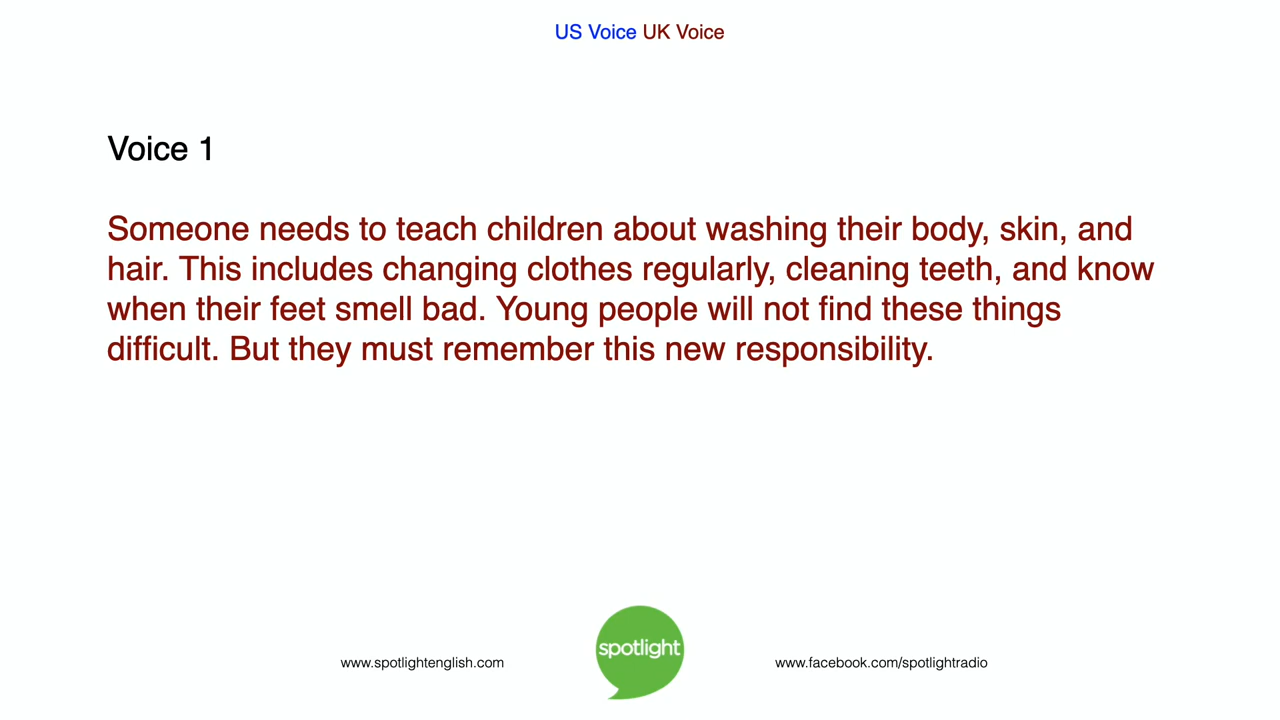 US Voice UK Voice
Voice 1
Someone needs to teach children about washing their body, skin, and
hair. This includes changing clothes regularly, cleaning teeth, and know
when their feet smell bad. Young people will not find these things
difficult. But they must remember this new responsibility.
spotlight
www.spotlightenglish.com
www.facebook.com/spotlightradio